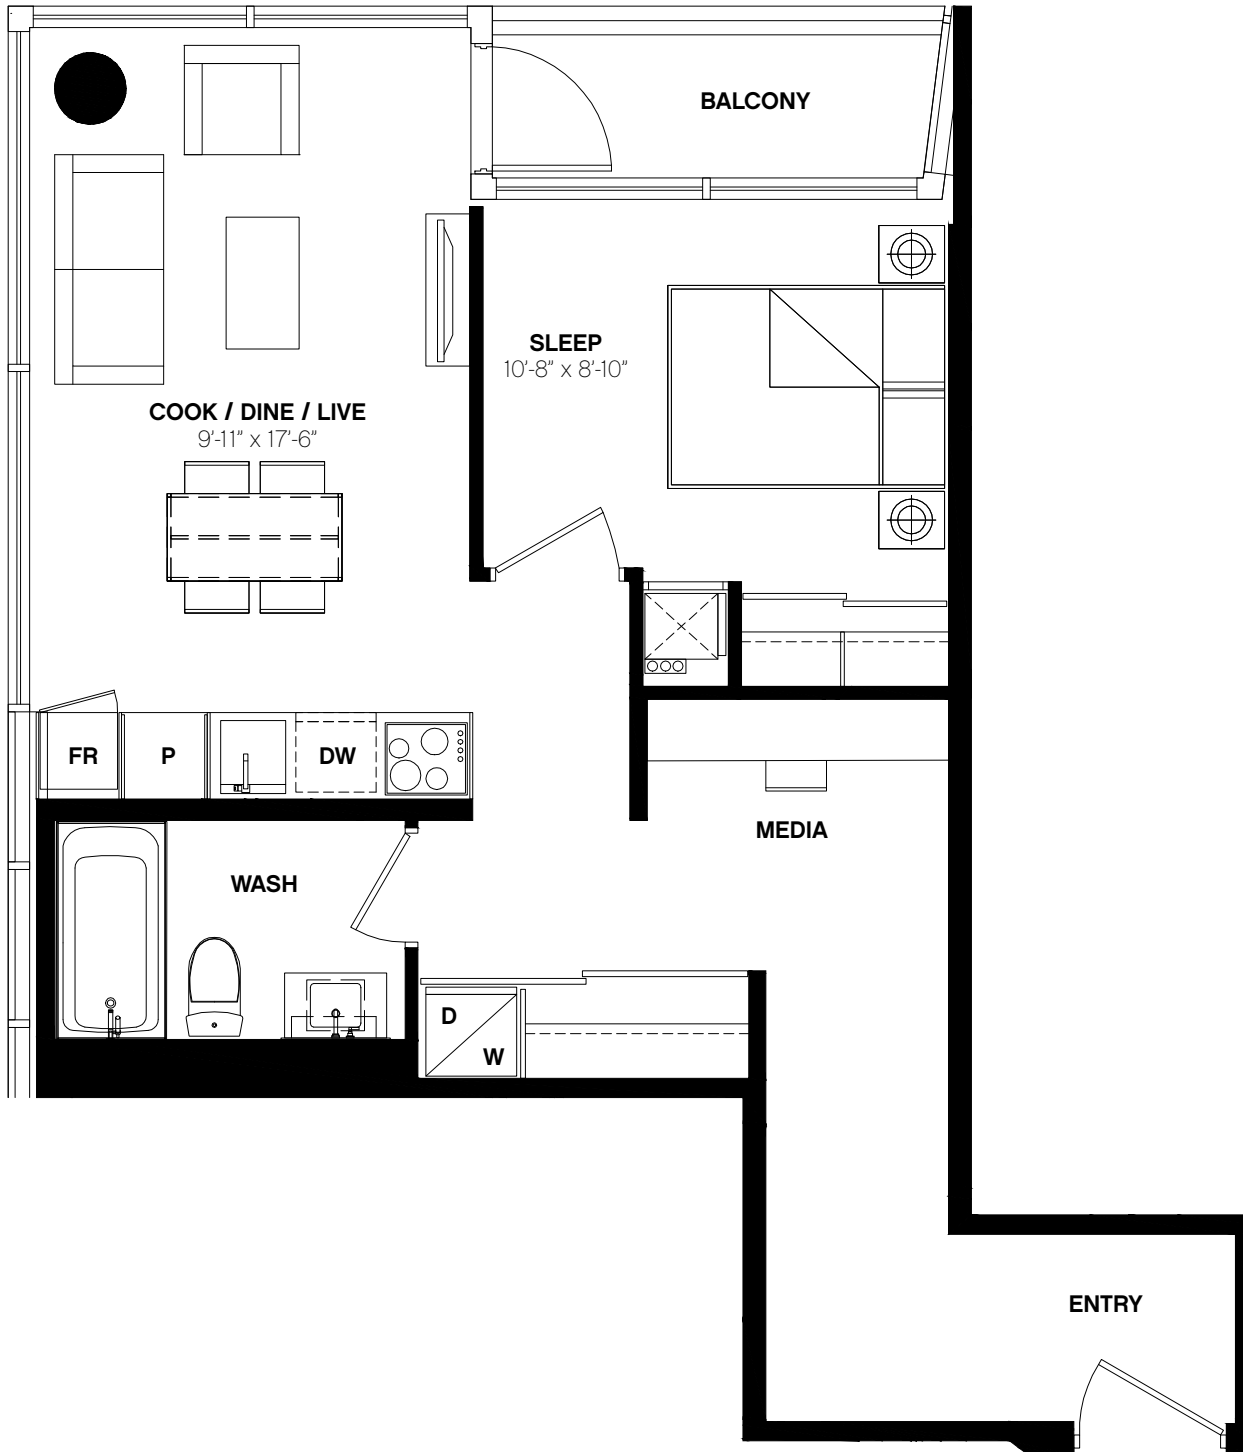 BALCONY
SLEEP
10'-8" x 8'-10"
COOK / DINE / LIVE
9'-11" x 17'-6"
FR
P
DW
MEDIA
WASH
D
W
ENTRY